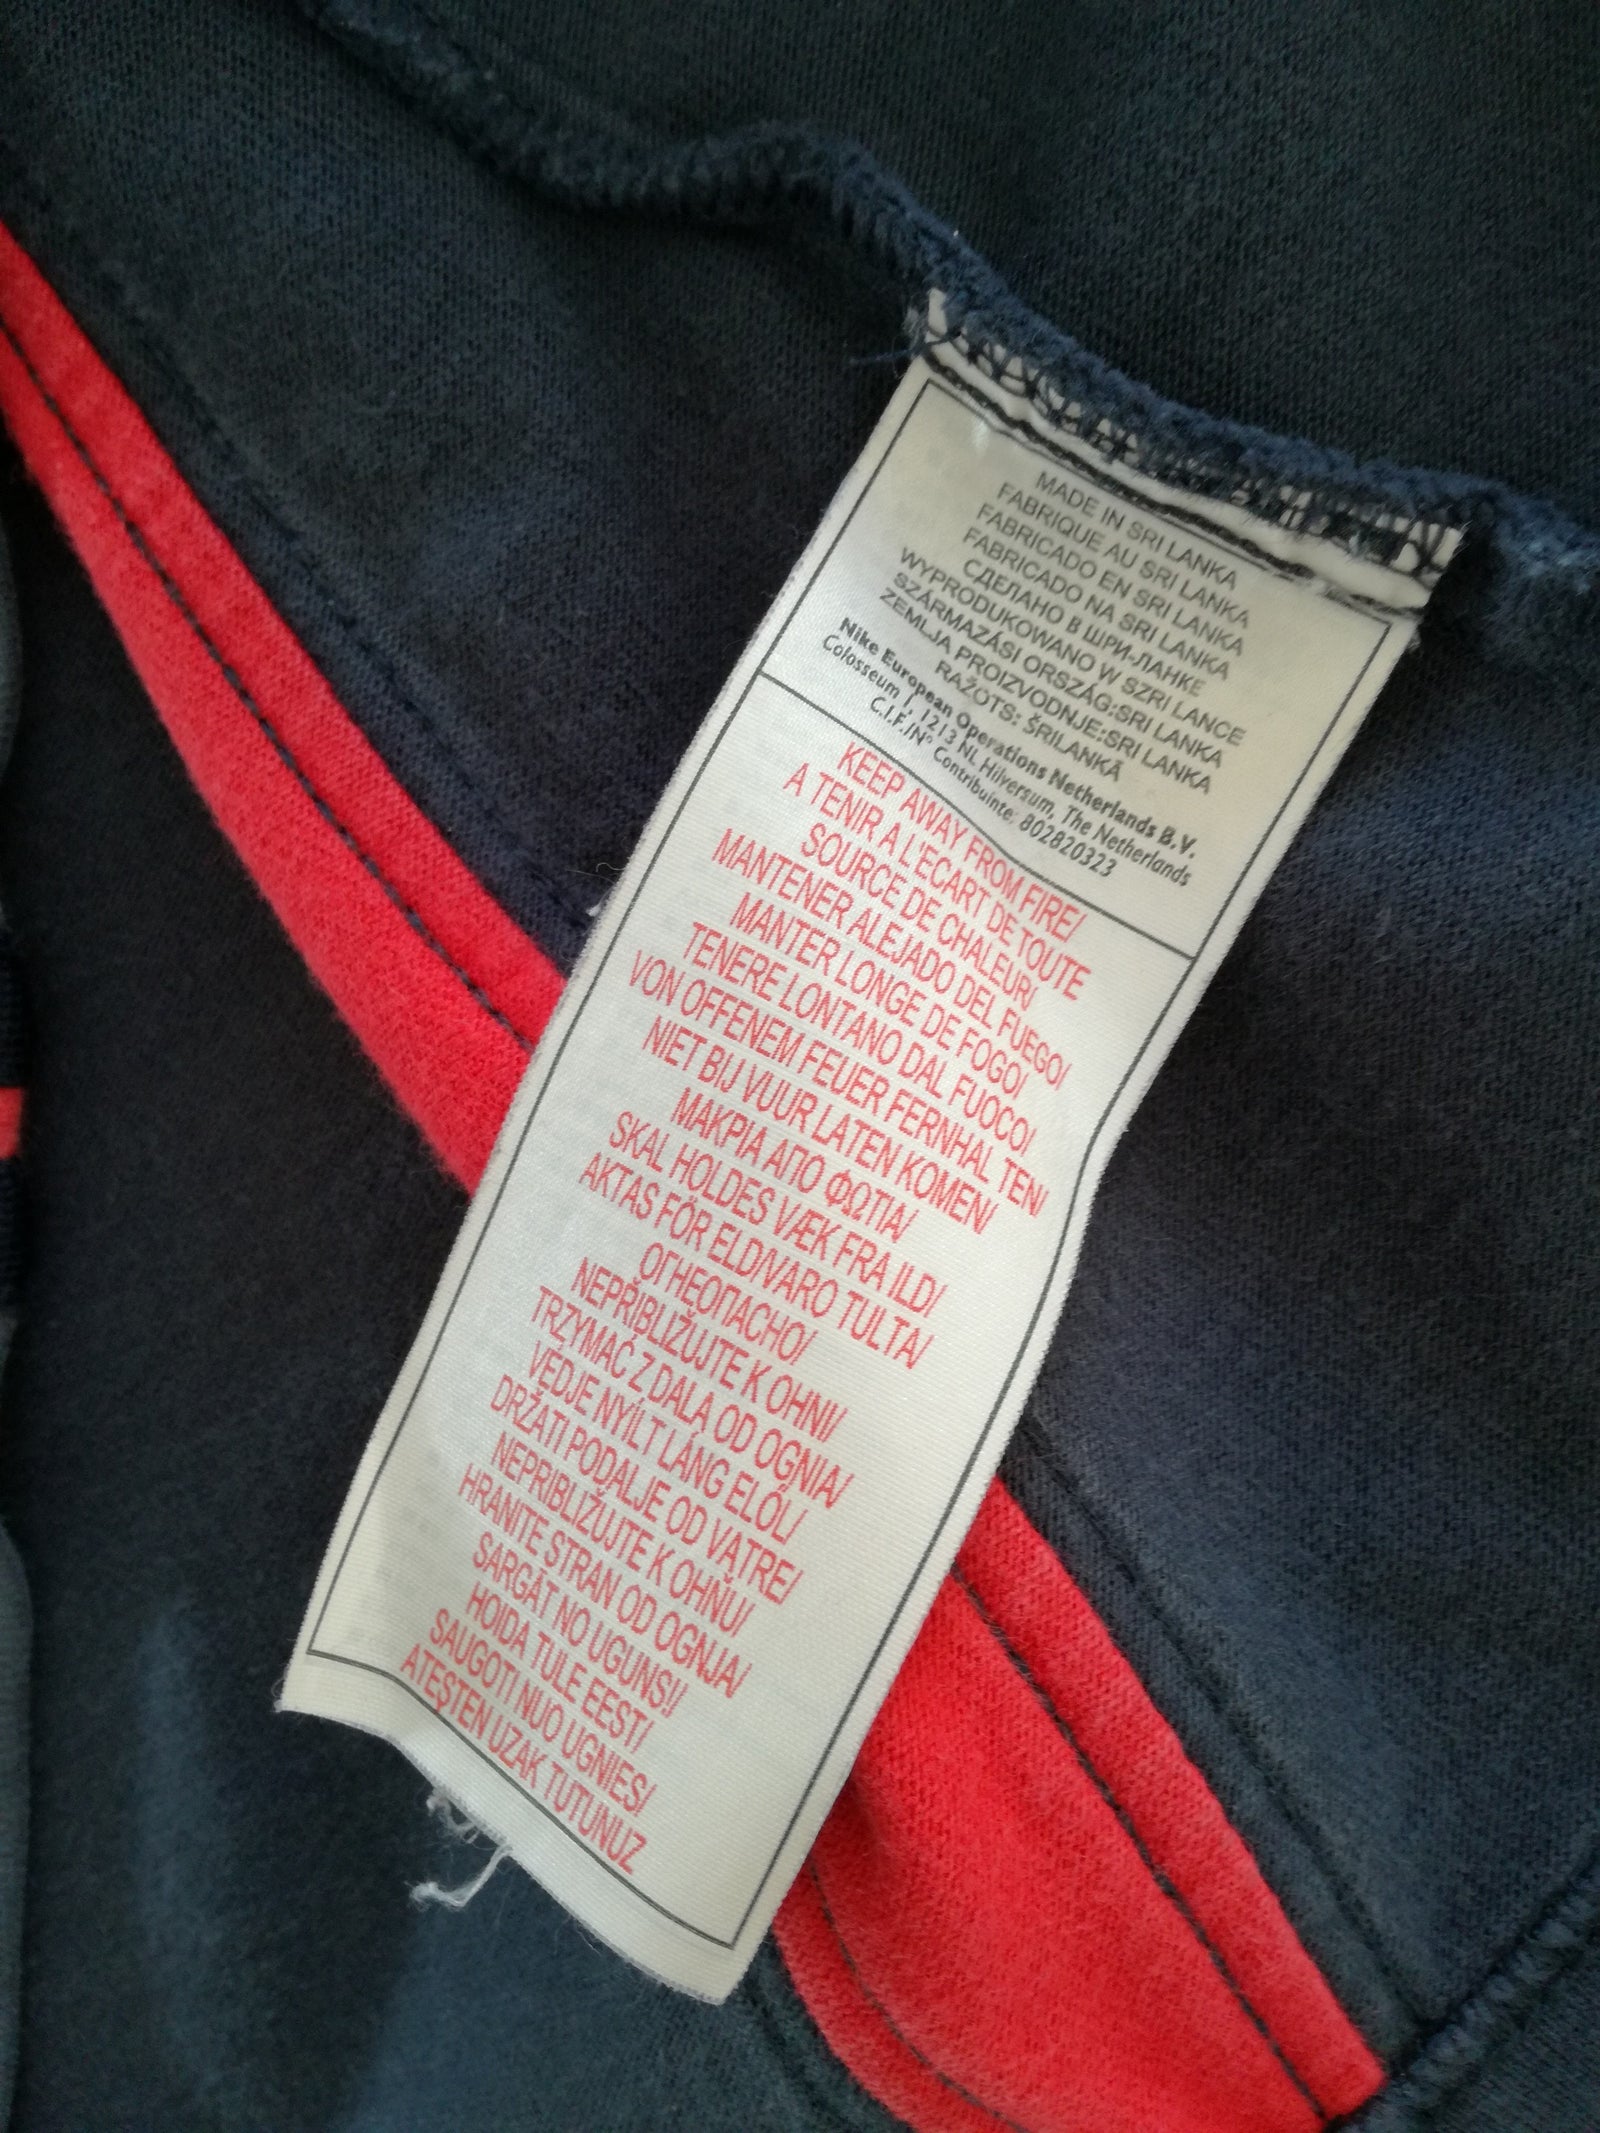 MADE IN SRI LANKA
FABRIQUE AU SRI LANKA
FABRICADO EN SRI LANKA
FABRICADO NA SRI LANKA
СДЕЛАНО В ШРИ-ЛАНКЕ
WYPRODUKOWANO W SZRI LANCE
SZÁRMAZÁSI ORSZÁG:SRI LANKA
ZEMLJA PROIZVODNJE:SRI LANKA
RAŽOTS: ŠRILANKĀ
Nike European Operations Netherlands B.V.
Colosseum 1, 1213 NL Hilversum, The Netherlands
C.I.F./N° Contribuinte: 802820323
KEEP AWAY FROM FIRE/
A TENIR A L'ECART DE TOUTE
SOURCE DE CHALEUR/
MANTENER ALEJADO DEL FUEGO/
MANTER LONGE DE FOGO/
TENERE LONTANO DAL FUOCO/
VON OFFENEM FEUER FERNHAL TEN/
NIET BIJ VUUR LATEN KOMEN/
ΜΑΚΡΙΑ ΑΠΟ ΦΩΤΙΑ/
SKAL HOLDES VÆK FRA ILD/
AKTAS FÖR ELD/VARO TULTA/
ОГНЕОПАСНО/
NEPŘIBLIŽUJTE K OHNI/
TRZYMAĆ Z DALA OD OGNIA/
VÉDJE NYÍLT LÁNG ELŐL/
DRŽATI PODALJE OD VATRE/
NEPRIBLIŽUJTE K OHŇU/
HRANITE STRAN OD OGNJA/
SARGĀT NO UGUNS!/
HOIDA TULE EEST/
SAUGOTI NUO UGNIES/
ATEŞTEN UZAK TUTUNUZ